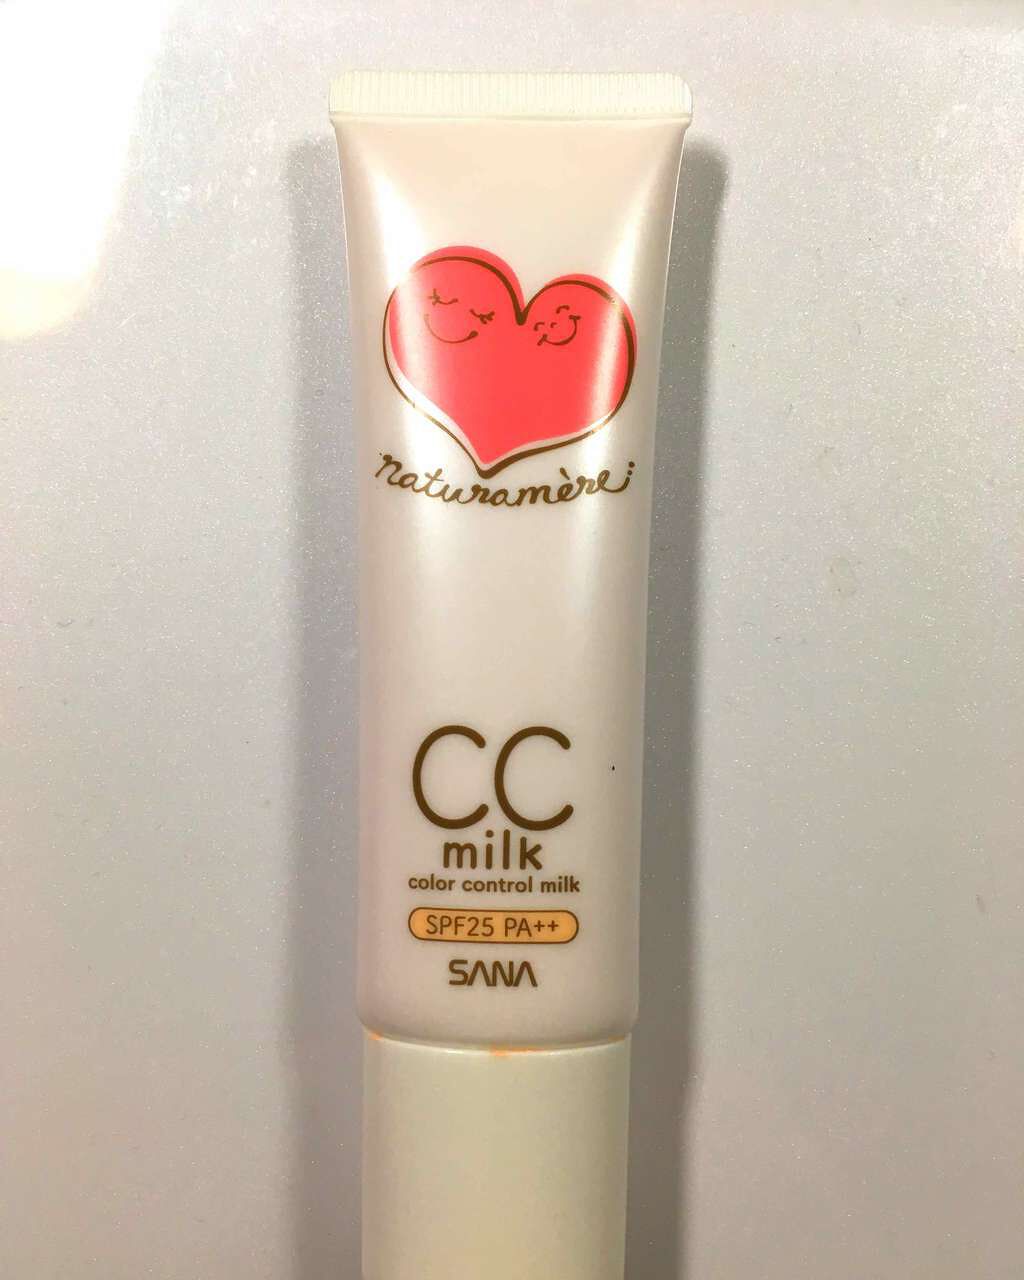 naturamère
CC
milk
color control milk
SPF25 PA++
SANA